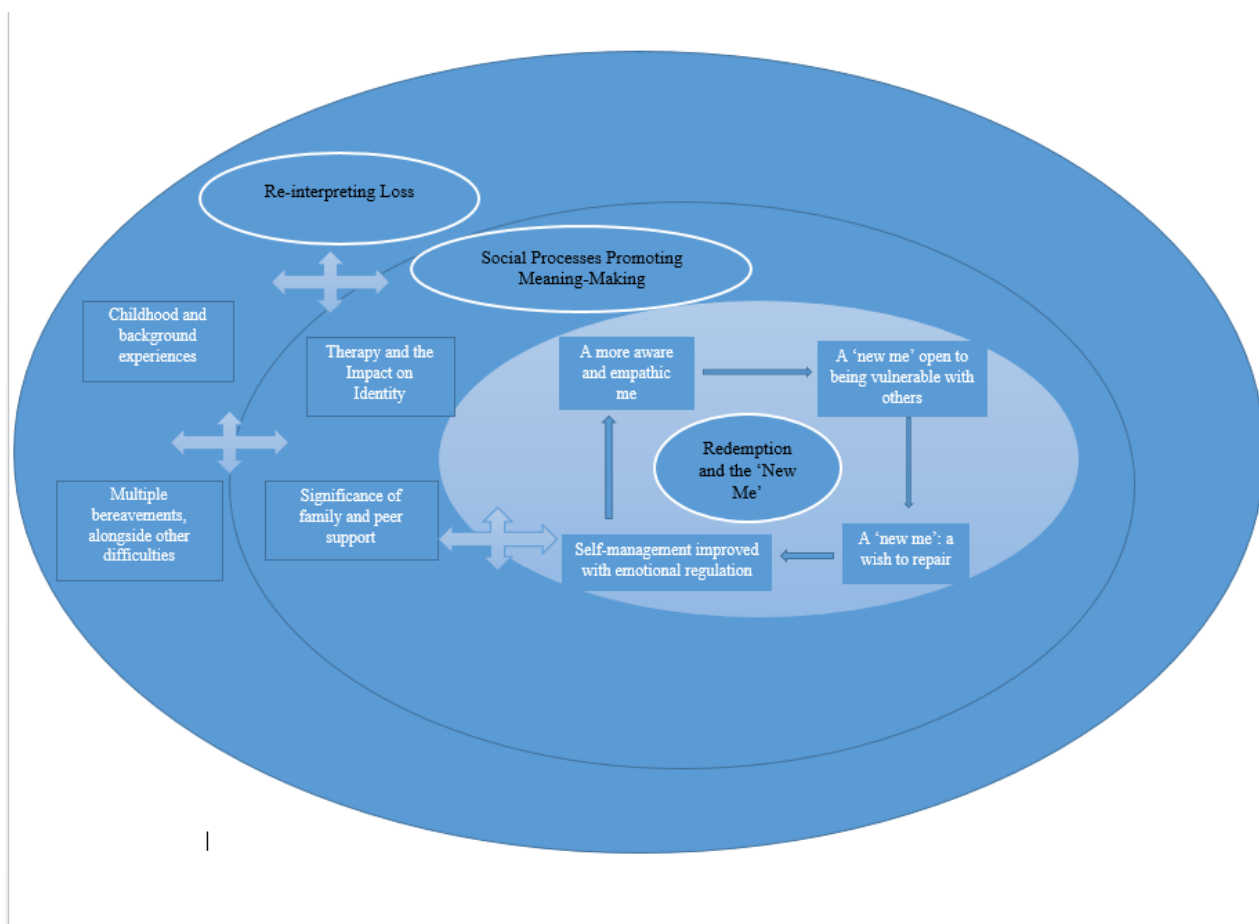 Re-interpreting Loss
Social Processes Promoting
Meaning-Making
Childhood and
background
experiences
Therapy and the
Impact on
Identity
A more aware
and empathic
me
A ‘new me’ open to
being vulnerable with
others
Redemption
and the ‘New
Me’
Multiple
bereavements,
alongside other
difficulties
Significance of
family and peer
support
Self-management improved
with emotional regulation
A ‘new me’: a
wish to repair